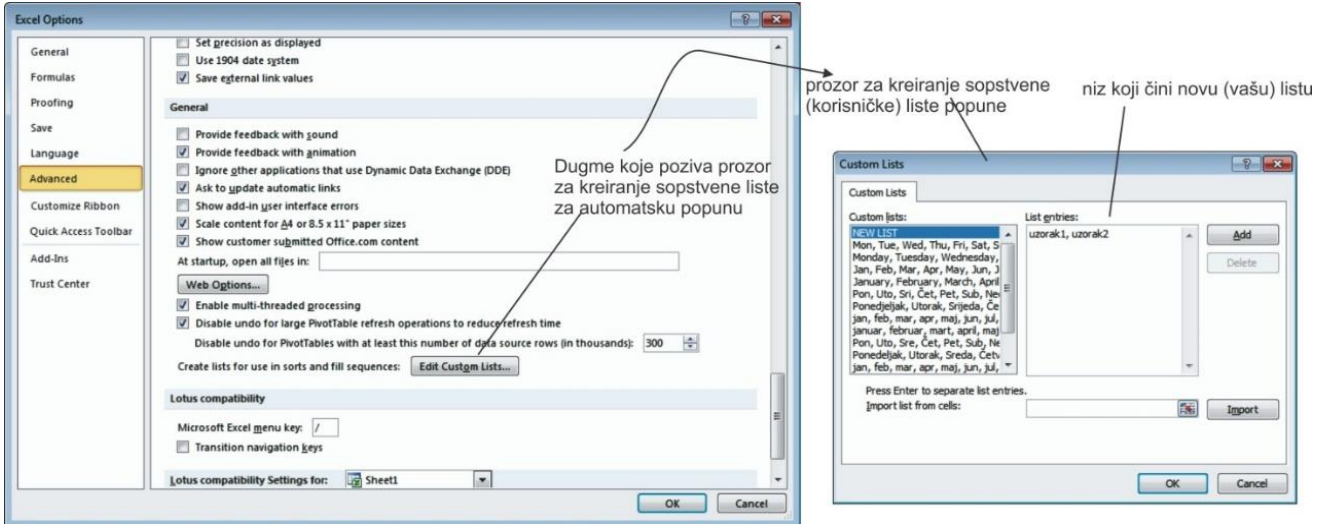 Excel Options
General
Formulas
Proofing
Save
Language
Advanced
Customize Ribbon
Quick Access Toolbar
Add-Ins
Trust Center
Set precision as displayed
Use 1904 date system
Save external link values
General
Provide feedback with sound
Provide feedback with animation
Ignore other applications that use Dynamic Data Exchange (DDE)
Ask to update automatic links
Show add-in user interface errors
Scale content for A4 or 8.5 x 11" paper sizes
Show customer submitted Office.com content
At startup, open all files in:
Web Options...
Enable multi-threaded processing
Disable undo for large PivotTable refresh operations to reduce refresh time
Disable undo for PivotTables with at least this number of data source rows (in thousands): 300
Create lists for use in sorts and fill sequences: Edit Custom Lists...
Lotus compatibility
Microsoft Excel menu key: /
Transition navigation keys
Lotus compatibility Settings for: Sheet1
OK Cancel
Dugme koje poziva prozor
za kreiranje sopstvene liste
za automatsku popunu
prozor za kreiranje sopstvene
(korisničke) liste popune
niz koji čini novu (vašu) listu
Custom Lists
Custom Lists
Custom lists:
NEW LIST
Mon, Tue, Wed, Thu, Fri, Sat, S
Monday, Tuesday, Wednesday,
Jan, Feb, Mar, Apr, May, Jun, J
January, February, March, April
Pon, Uto, Sri, Čet, Pet, Sub, Ned
Ponedjeljak, Utorak, Srijeda, Če
jan, feb, mar, apr, maj, jun, jul,
januar, februar, mart, april, maj
Pon, Uto, Sre, Čet, Pet, Sub, Ne
Ponedeljak, Utorak, Sreda, Četv
jan, feb, mar, apr, maj, jun, jul,
List entries:
uzorak1, uzorak2
Add
Delete
Press Enter to separate list entries.
Import list from cells:
Import
OK Cancel